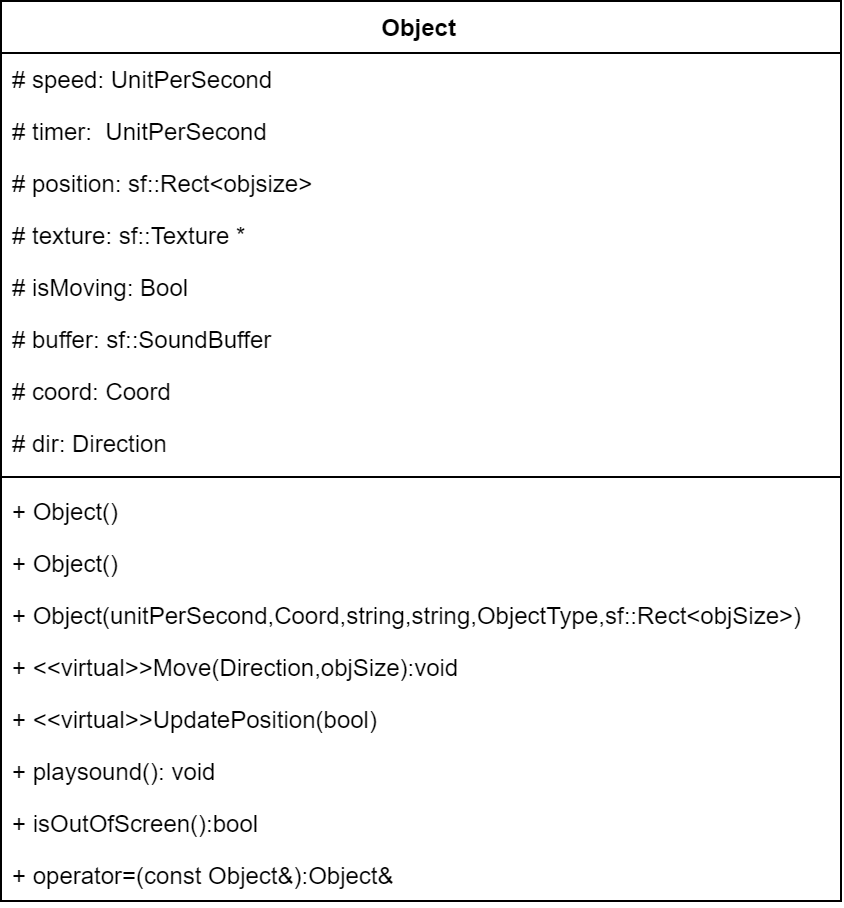 Object
# speed: UnitPerSecond
# timer:  UnitPerSecond
# position: sf::Rect<objsize>
# texture: sf::Texture *
# isMoving: Bool
# buffer: sf::SoundBuffer
# coord: Coord
# dir: Direction
+ Object()
+ Object()
+ Object(unitPerSecond,Coord,string,string,ObjectType,sf::Rect<objSize>)
+ <<virtual>>Move(Direction,objSize):void
+ <<virtual>>UpdatePosition(bool)
+ playsound(): void
+ isOutOfScreen():bool
+ operator=(const Object&):Object&